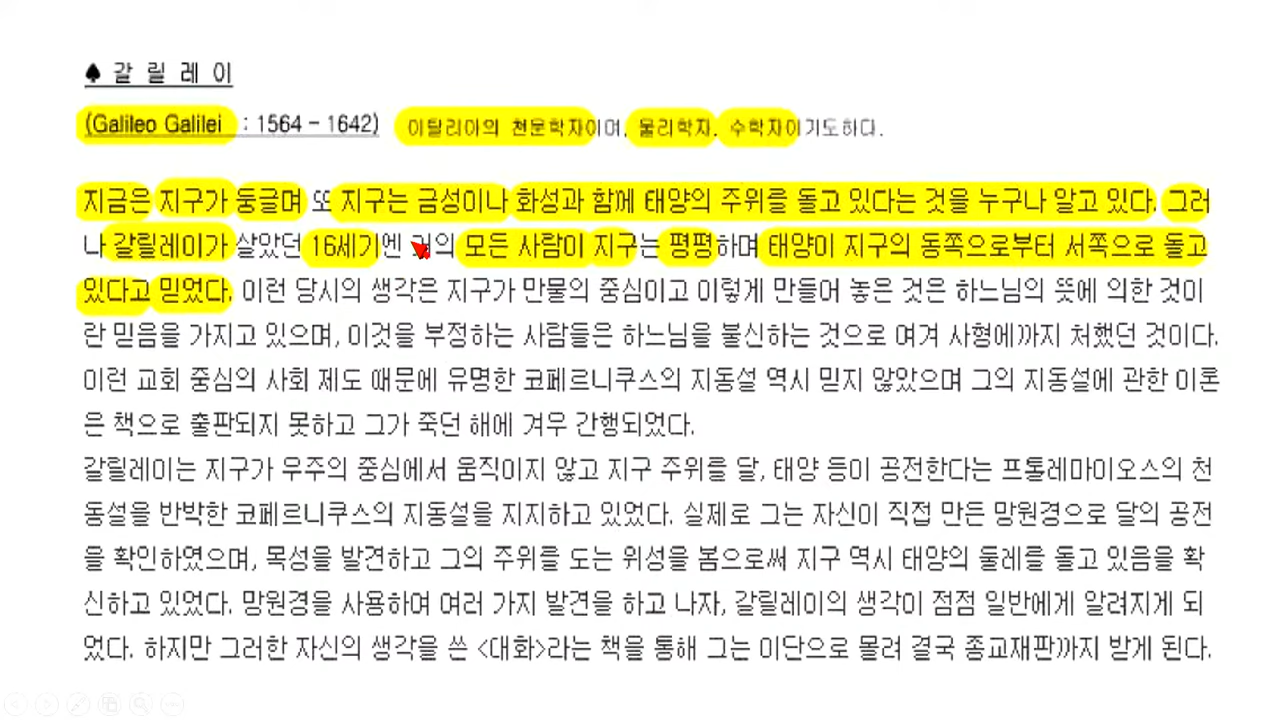 ♠ 갈 릴 레 이
(Galileo Galilei : 1564 - 1642) 이탈리아의 천문학자이며, 물리학자, 수학자이기도하다.
지금은 지구가 둥글며 또 지구는 금성이나 화성과 함께 태양의 주위를 돌고 있다는 것을 누구나 알고 있다. 그러
나 갈릴레이가 살았던 16세기엔 거의 모든 사람이 지구는 평평하며 태양이 지구의 동쪽으로부터 서쪽으로 돌고
있다고 믿었다. 이런 당시의 생각은 지구가 만물의 중심이고 이렇게 만들어 놓은 것은 하느님의 뜻에 의한 것이
란 믿음을 가지고 있으며, 이것을 부정하는 사람들은 하느님을 불신하는 것으로 여겨 사형에까지 처했던 것이다.
이런 교회 중심의 사회 제도 때문에 유명한 코페르니쿠스의 지동설 역시 믿지 않았으며 그의 지동설에 관한 이론
은 책으로 출판되지 못하고 그가 죽던 해에 겨우 간행되었다.
갈릴레이는 지구가 우주의 중심에서 움직이지 않고 지구 주위를 달, 태양 등이 공전한다는 프톨레마이오스의 천
동설을 반박한 코페르니쿠스의 지동설을 지지하고 있었다. 실제로 그는 자신이 직접 만든 망원경으로 달의 공전
을 확인하였으며, 목성을 발견하고 그의 주위를 도는 위성을 봄으로써 지구 역시 태양의 둘레를 돌고 있음을 확
신하고 있었다. 망원경을 사용하여 여러 가지 발견을 하고 나자, 갈릴레이의 생각이 점점 일반에게 알려지게 되
었다. 하지만 그러한 자신의 생각을 쓴 <대화>라는 책을 통해 그는 이단으로 몰려 결국 종교재판까지 받게 된다.